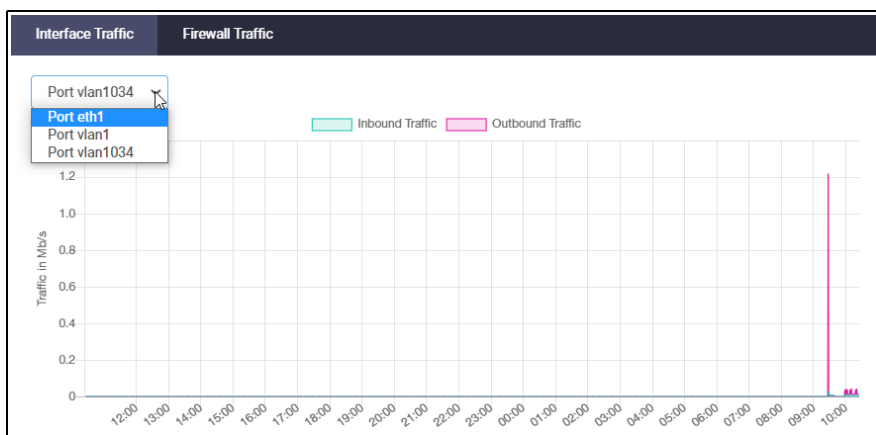 Interface Traffic Firewall Traffic
Port vlan1034
Port eth1
Port vlan1
Port vlan1034
Inbound Traffic Outbound Traffic
Traffic in Mb/s
1.2
1.0
0.8
0.6
0.4
0.2
0
12:00 13:00 14:00 15:00 16:00 17:00 18:00 19:00 20:00 21:00 22:00 23:00 00:00 01:00 02:00 03:00 04:00 05:00 06:00 07:00 08:00 09:00 10:00